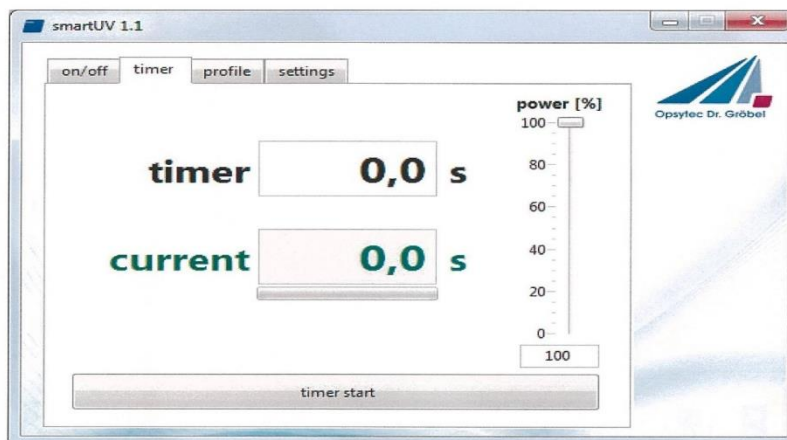 smartUV 1.1
on/off timer profile settings
power [%]
Opsytec Dr. Gröbel
100
timer 0,0 s
80
60
current 0,0 s
40
20
0
100
timer start